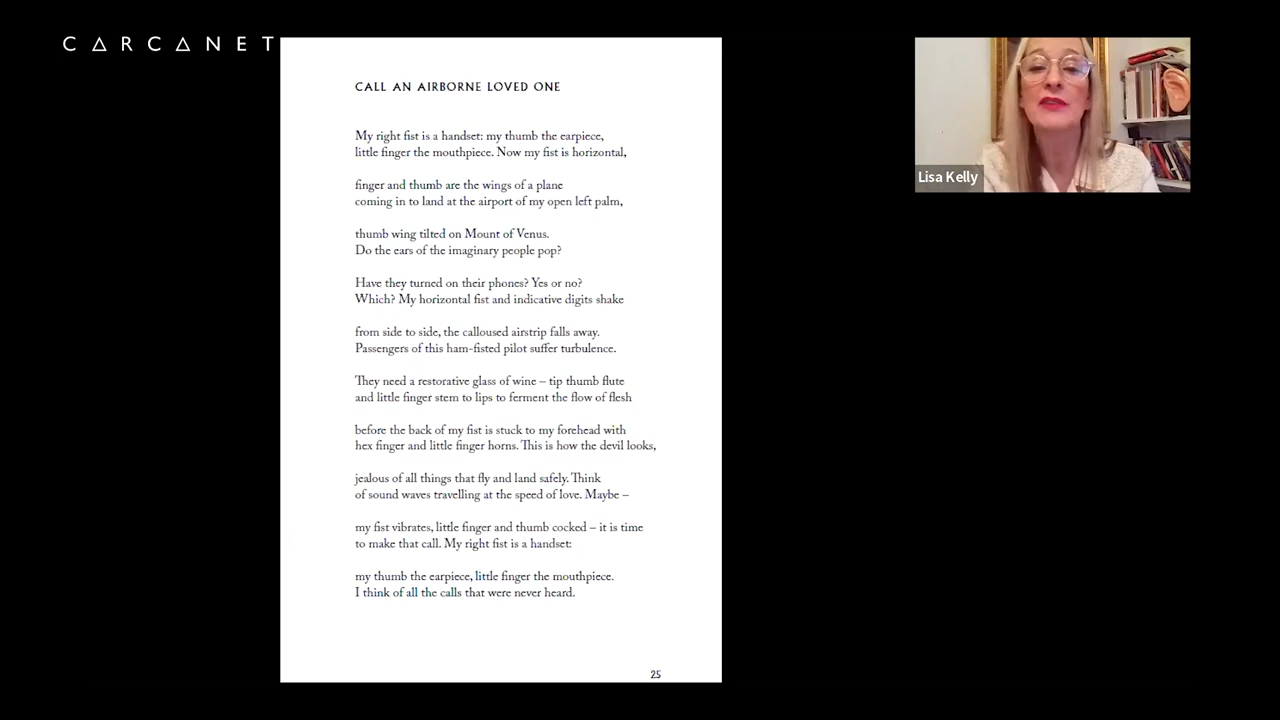 CARCANET
CALL AN AIRBORNE LOVED ONE
My right fist is a handset: my thumb the earpiece,
little finger the mouthpiece. Now my fist is horizontal,
finger and thumb are the wings of a plane
coming in to land at the airport of my open left palm,
thumb wing tilted on Mount of Venus.
Do the ears of the imaginary people pop?
Have they turned on their phones? Yes or no?
Which? My horizontal fist and indicative digits shake
from side to side, the calloused airstrip falls away.
Passengers of this ham-fisted pilot suffer turbulence.
They need a restorative glass of wine – tip thumb flute
and little finger stem to lips to ferment the flow of flesh
before the back of my fist is stuck to my forehead with
hex finger and little finger horns. This is how the devil looks,
jealous of all things that fly and land safely. Think
of sound waves travelling at the speed of love. Maybe –
my fist vibrates, little finger and thumb cocked – it is time
to make that call. My right fist is a handset:
my thumb the earpiece, little finger the mouthpiece.
I think of all the calls that were never heard.
25
Lisa Kelly